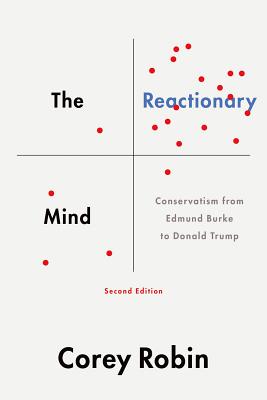 The Reactionary
Mind
Conservatism from
Edmund Burke
to Donald Trump
Second Edition
Corey Robin